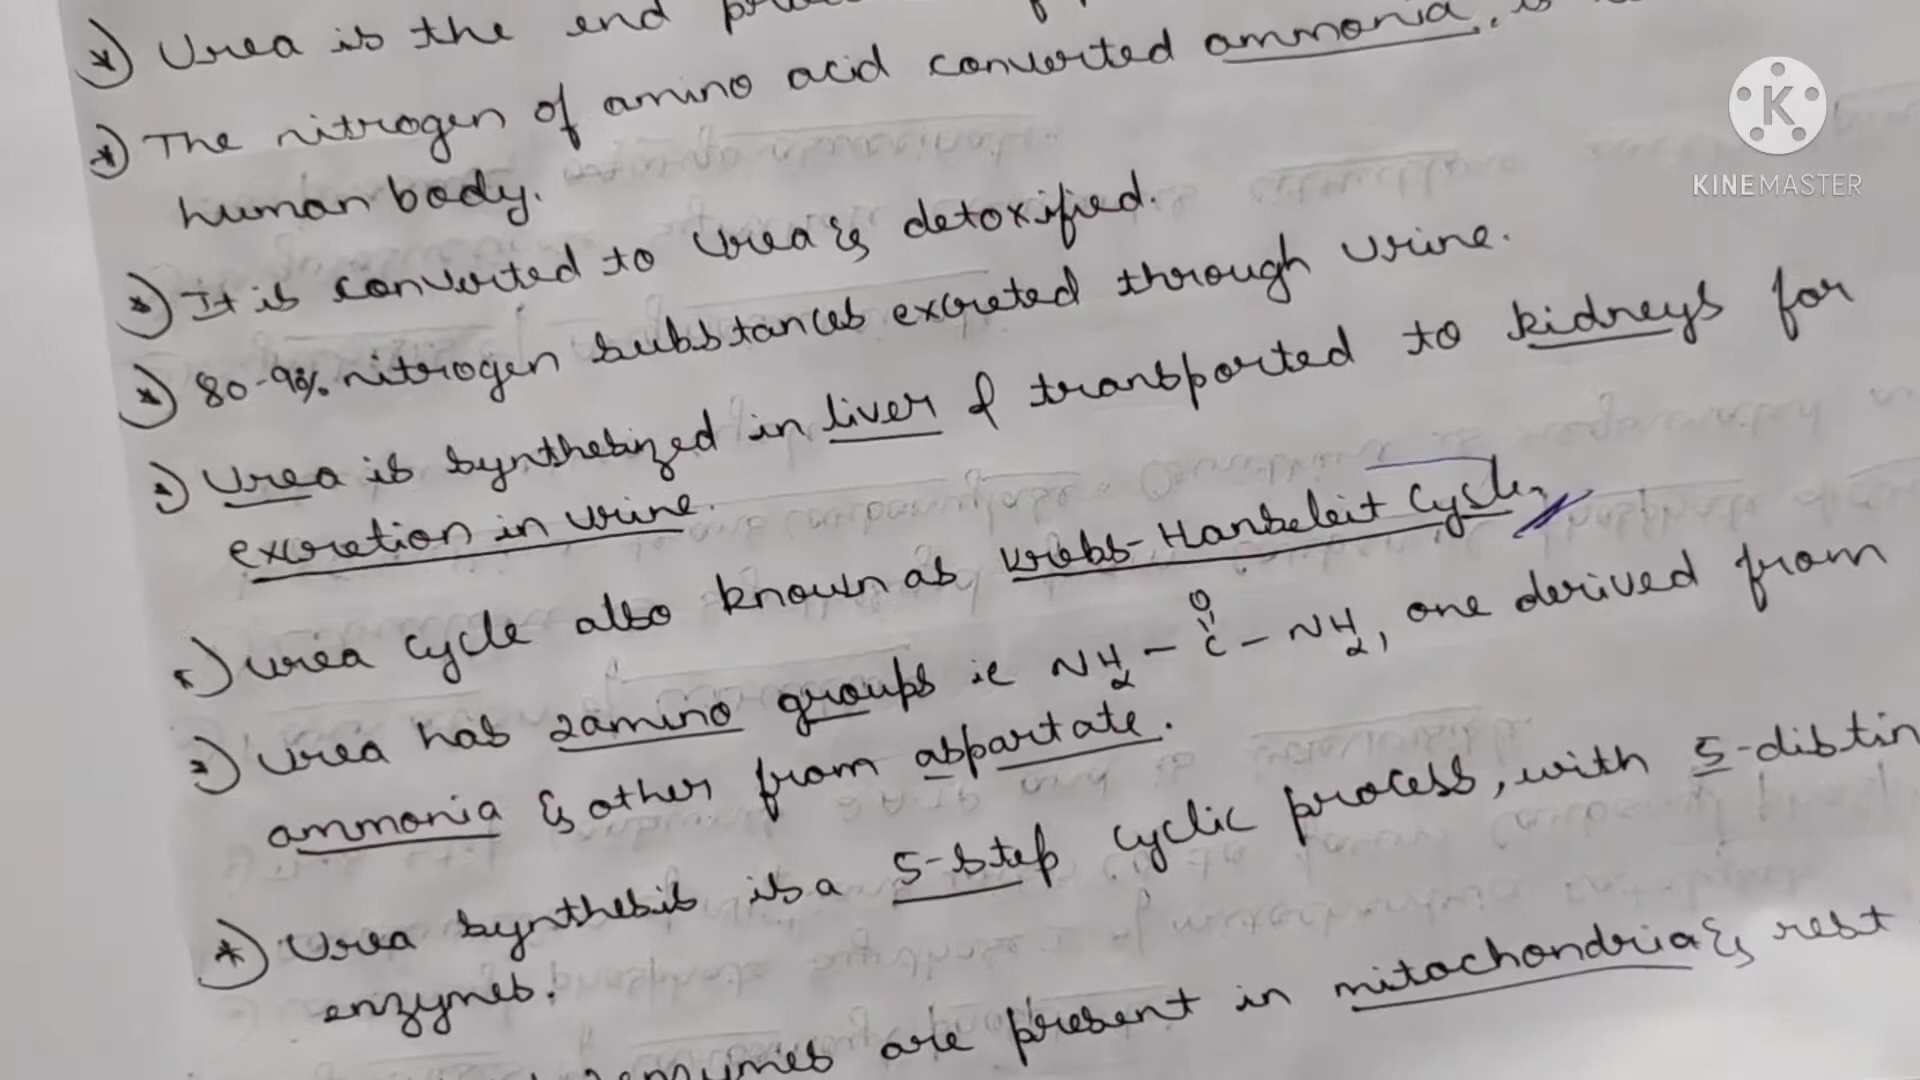 *) Urea is the end
*) The nitrogen of amino acid converted ammonia, is
human body.
*) It is converted to Urea & detoxified.
*) 80-90% nitrogen substances excreted through urine.
*) Urea is synthesized in liver & transported to kidneys for
excretion in urine.
*) Urea cycle also known as Krebs-Hanseleit Cycle.
*) Urea has 2 amino groups ie NH2 - C - NH2, one derived from
O
ammonia & other from aspartate.
*) Urea synthesis is a 5-step cyclic process, with 5-distin
enzymes.
enzymes are present in mitochondria & rest
K
KINEMASTER